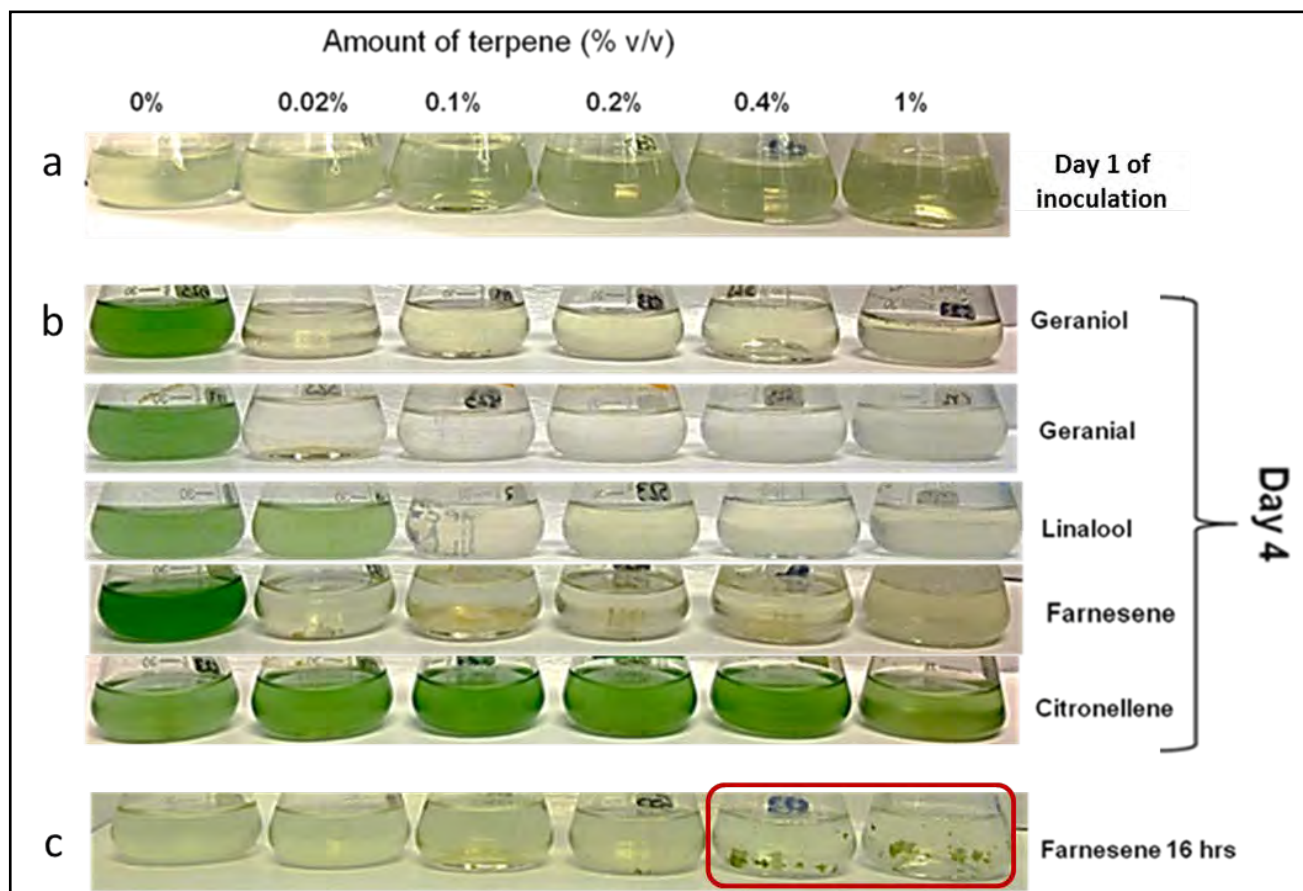 Amount of terpene (% v/v)
0% 0.02% 0.1% 0.2% 0.4% 1%
a
Day 1 of
inoculation
b
Geraniol
Geranial
Linalool
Farnesene
Citronellene
Day 4
c
Farnesene 16 hrs